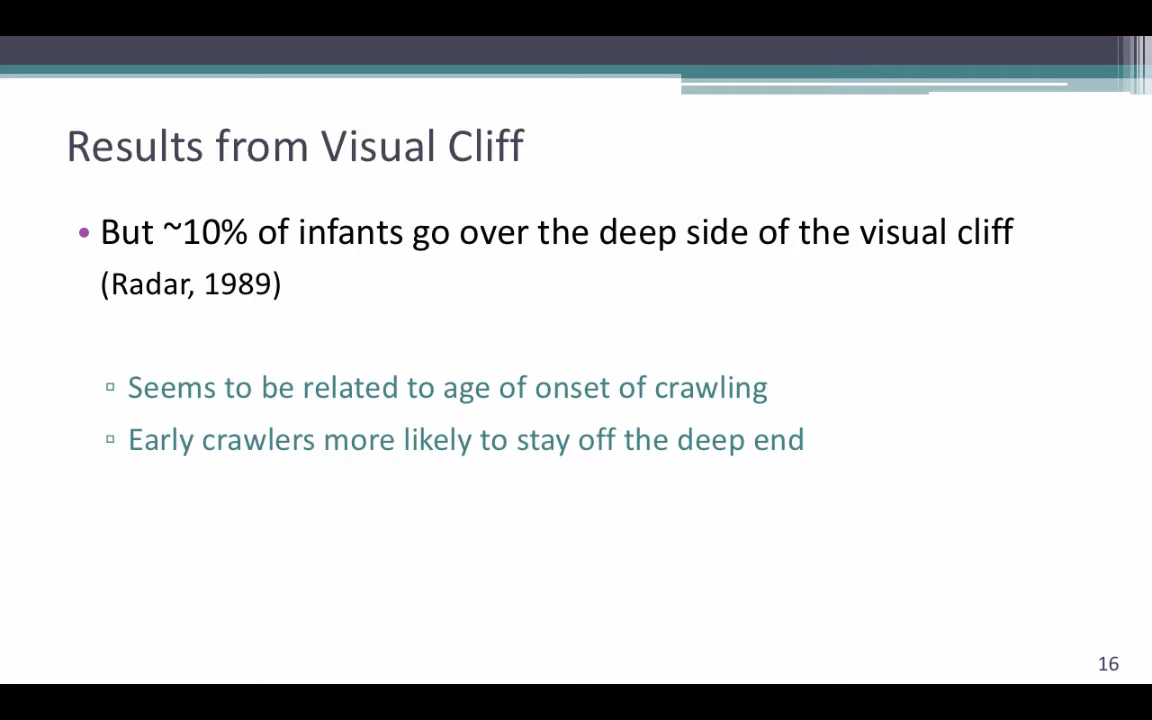 Results from Visual Cliff
• But ~10% of infants go over the deep side of the visual cliff
(Radar, 1989)
▫ Seems to be related to age of onset of crawling
▫ Early crawlers more likely to stay off the deep end
16